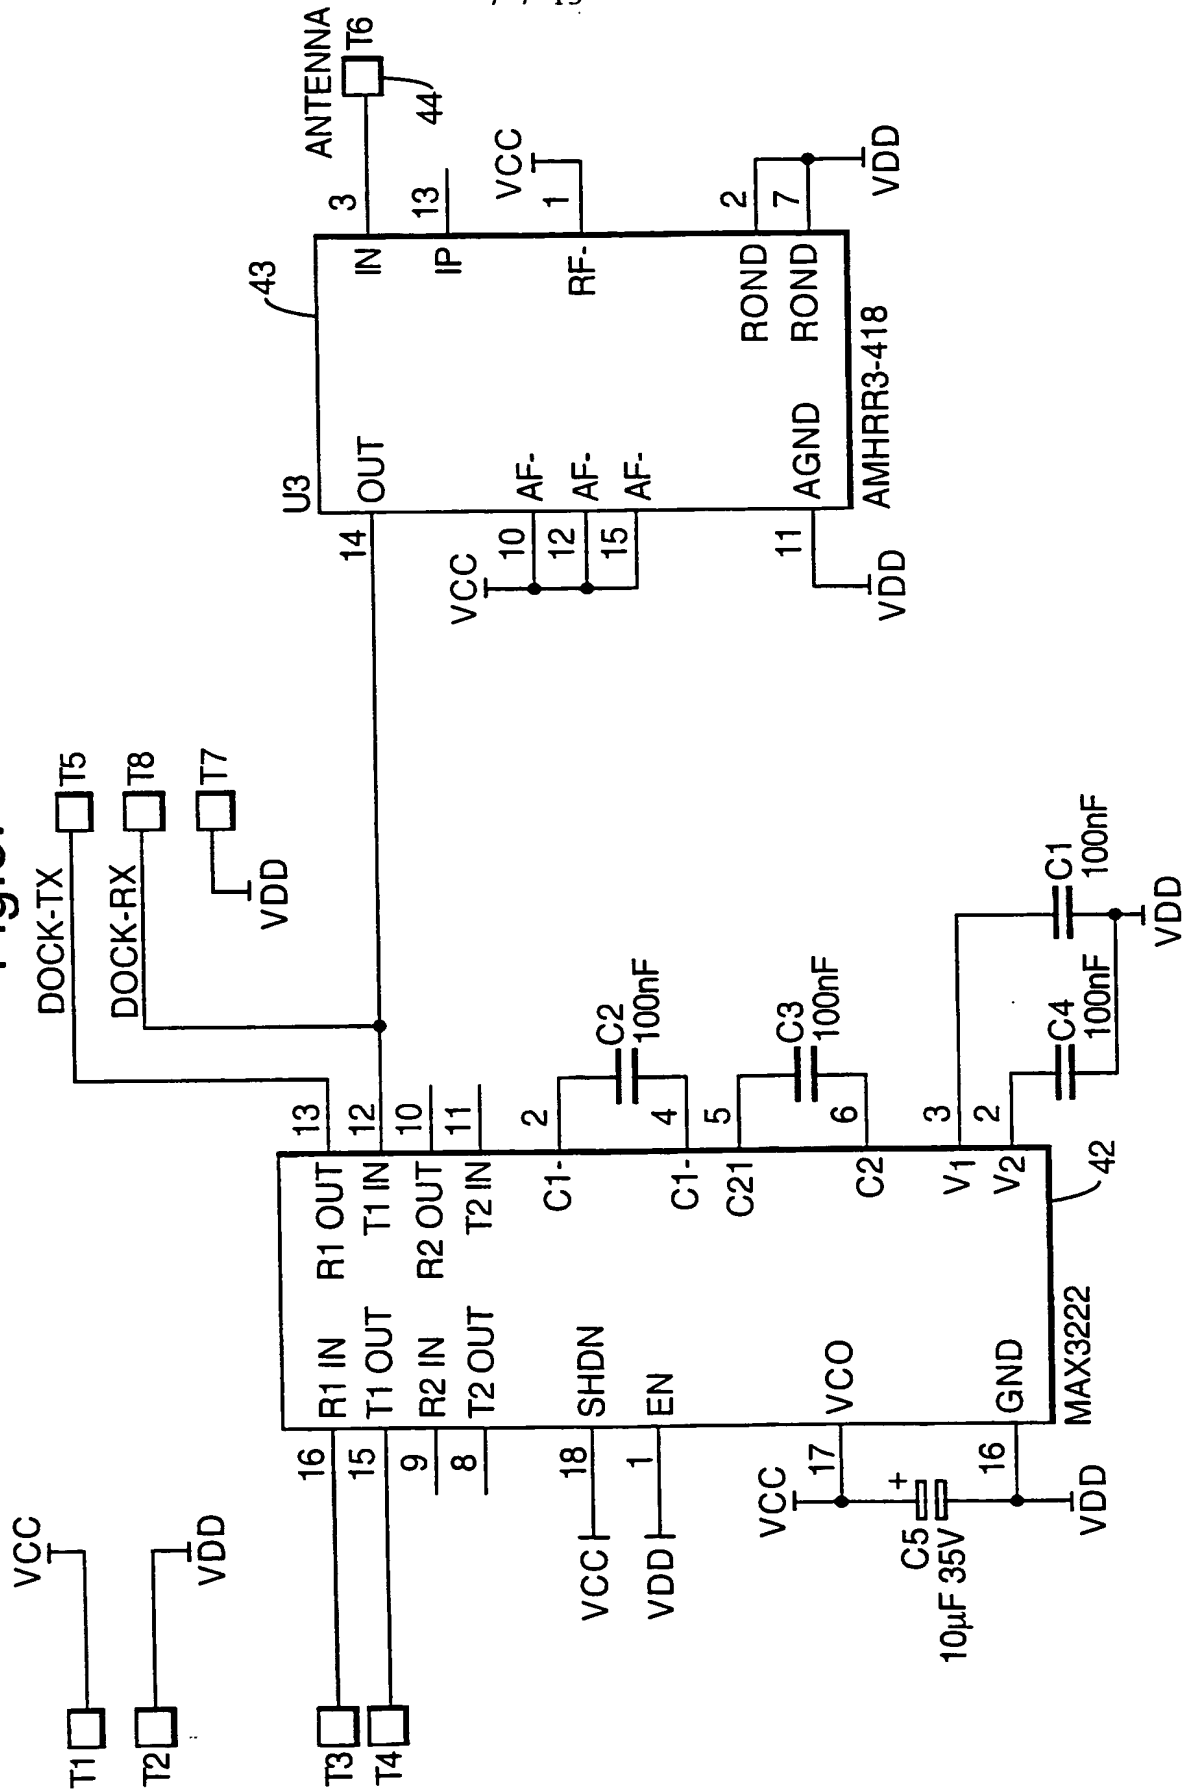 T1
VCC
T2
VDD
DOCK-TX
T5
DOCK-RX
T8
T7
VDD
ANTENNA
T6
44
T3
T4
16
R1 IN
R1 OUT
13
15
T1 OUT
T1 IN
12
9
R2 IN
R2 OUT
10
8
T2 OUT
T2 IN
11
VCC
18
SHDN
VDD
1
EN
C1-
2
C2
100nF
C1-
4
C21
5
C3
100nF
C2
6
VCC
17
VCO
C5
+
10µF 35V
16
GND
VDD
V1
3
V2
2
C1
100nF
C4
100nF
VDD
MAX3222
42
U3
43
14
OUT
IN
3
IP
13
VCC
10
AF-
12
AF-
15
AF-
RF-
1
VCC
11
AGND
VDD
ROND
2
ROND
7
VDD
AMHRR3-418